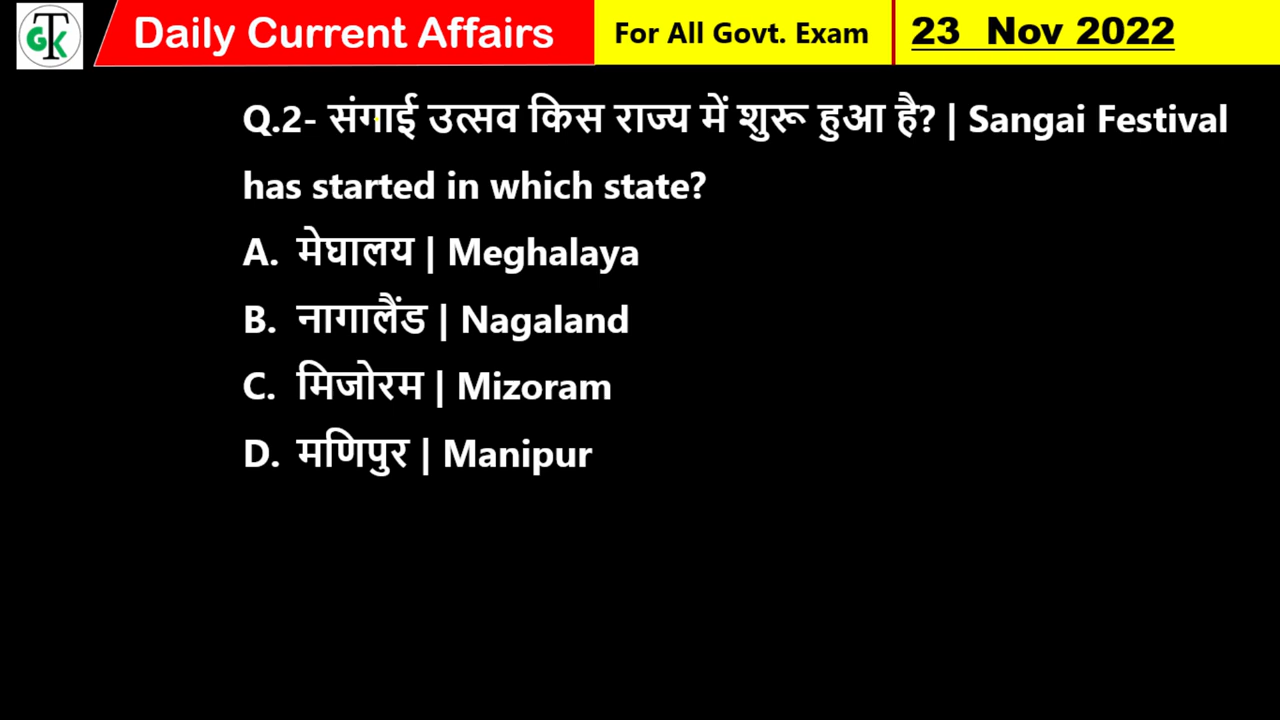 TGK
Daily Current Affairs
For All Govt. Exam
23 Nov 2022
Q.2- संगाई उत्सव किस राज्य में शुरू हुआ है? | Sangai Festival
has started in which state?
A. मेघालय | Meghalaya
B. नागालैंड | Nagaland
C. मिजोरम | Mizoram
D. मणिपुर | Manipur